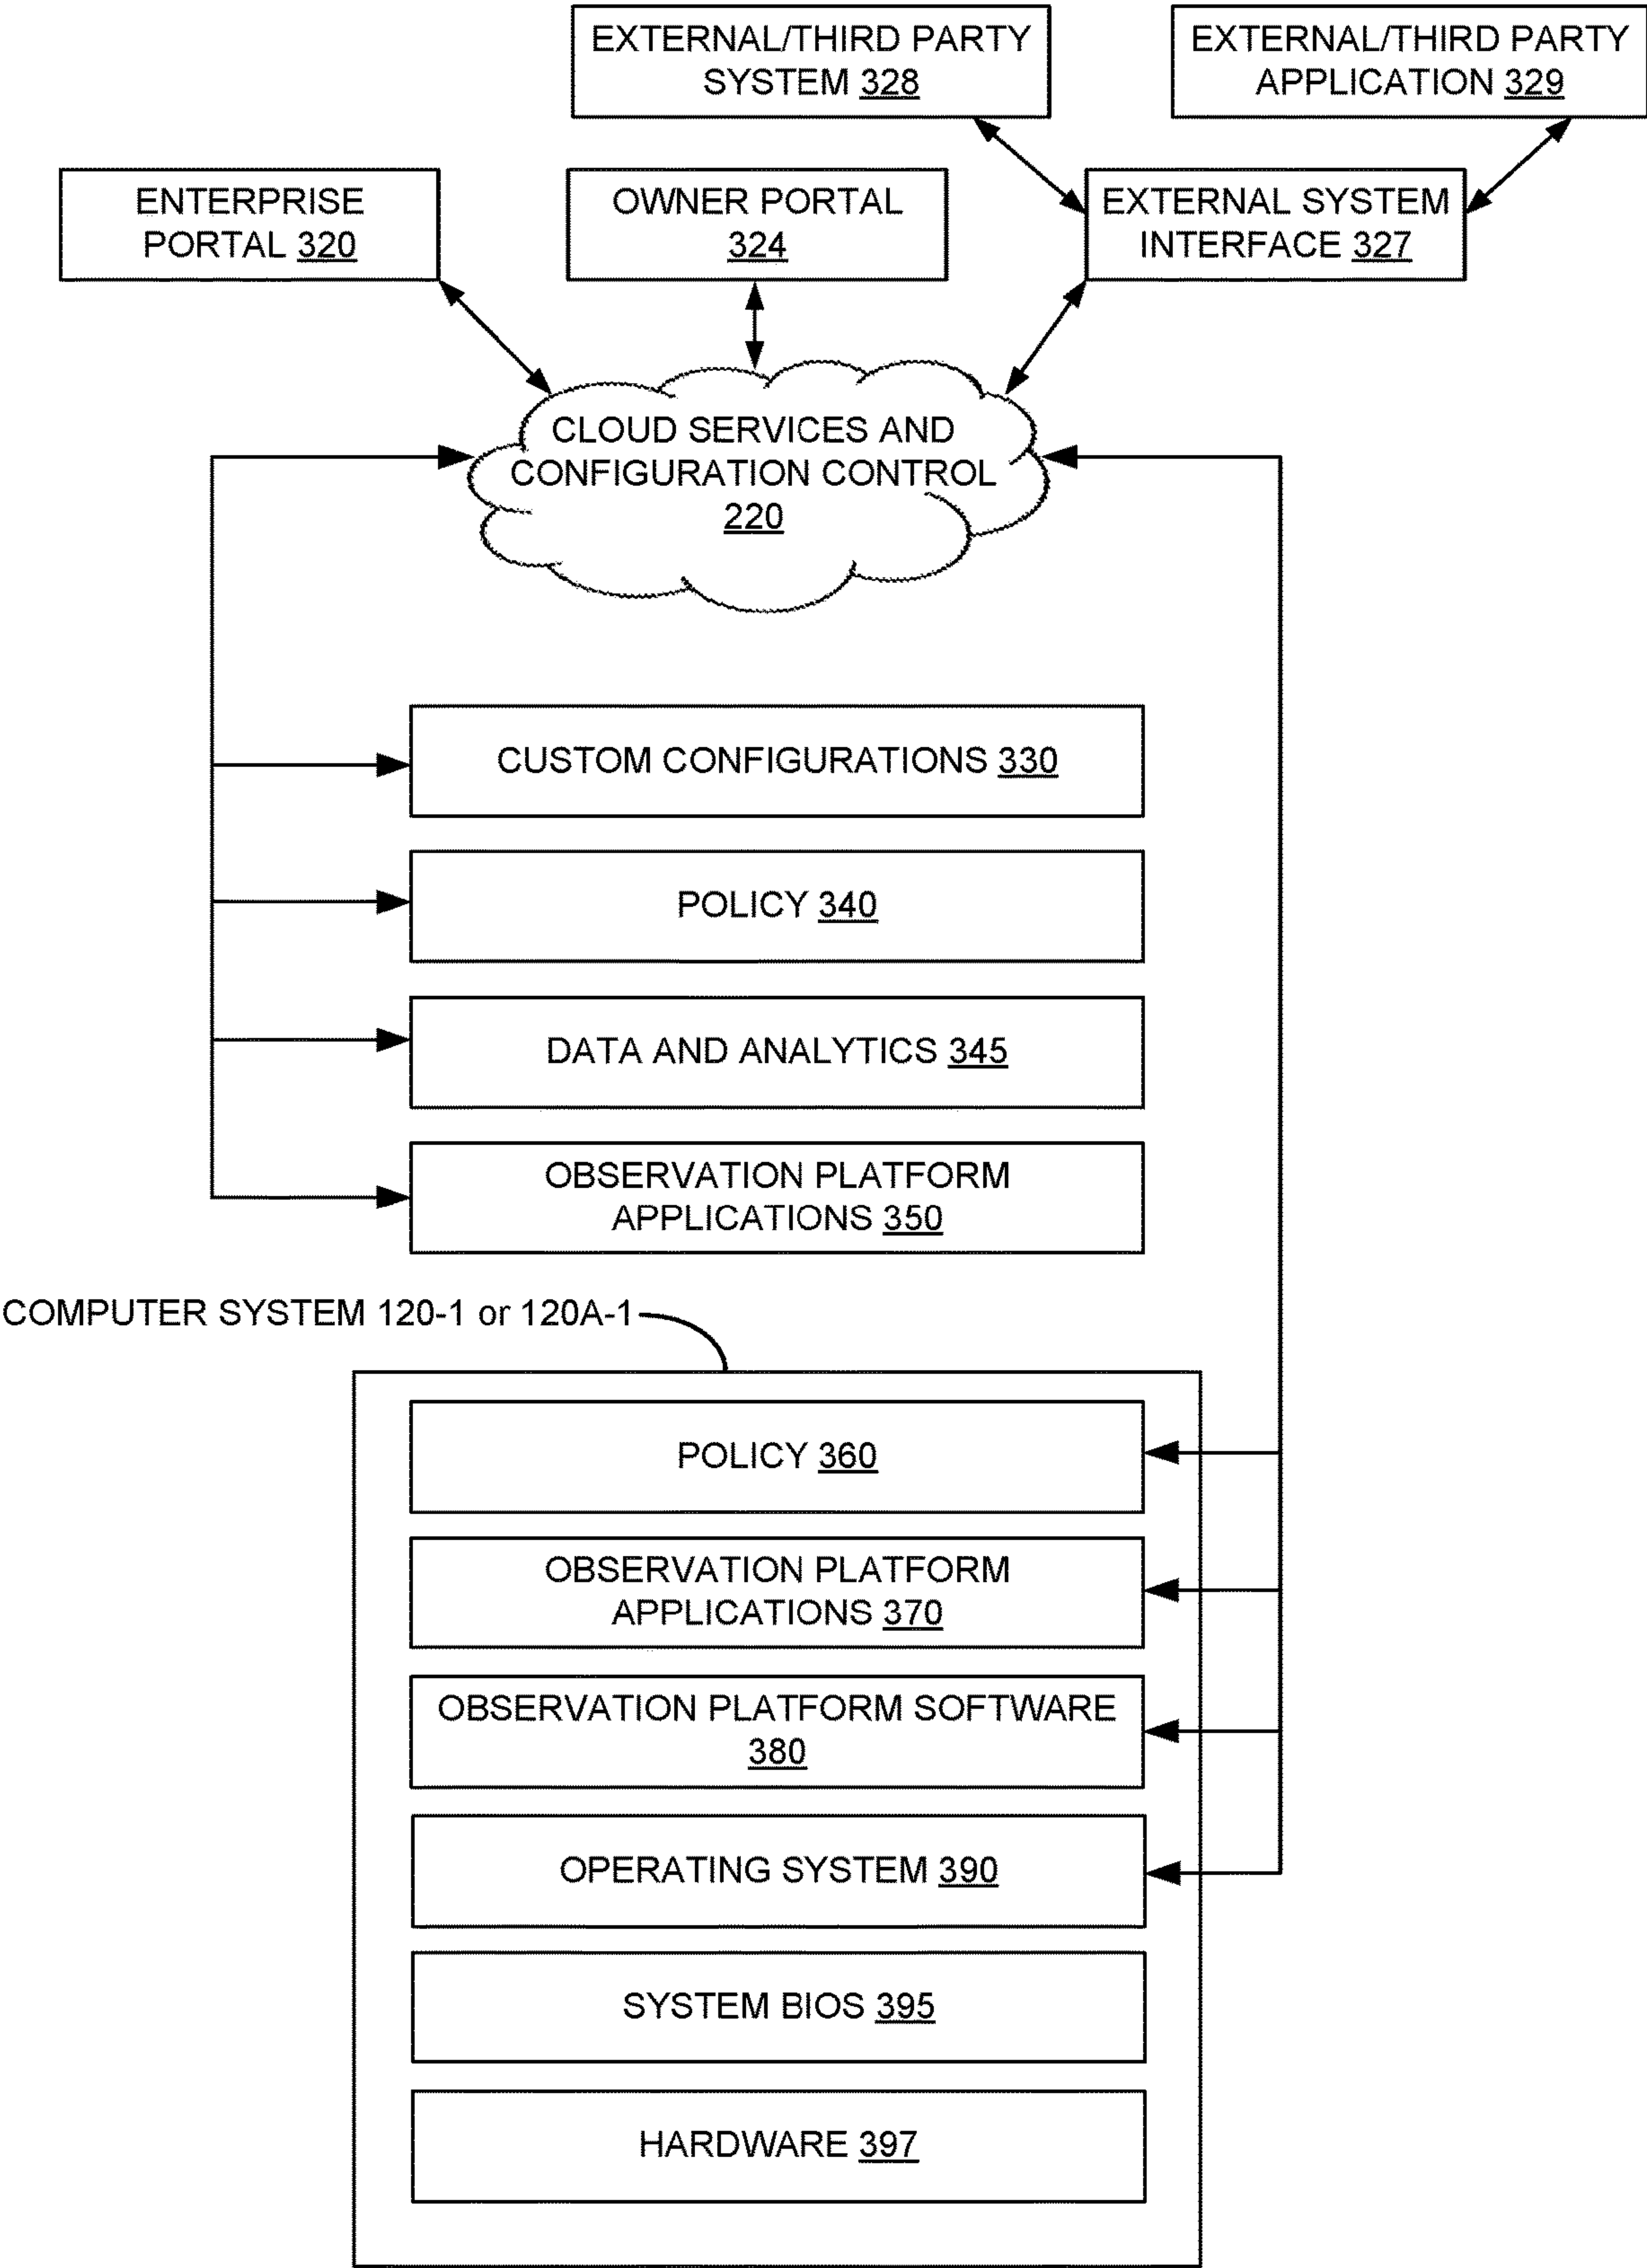 EXTERNAL/THIRD PARTY
SYSTEM 328
EXTERNAL/THIRD PARTY
APPLICATION 329
ENTERPRISE
PORTAL 320
OWNER PORTAL
324
EXTERNAL SYSTEM
INTERFACE 327
CLOUD SERVICES AND
CONFIGURATION CONTROL
220
CUSTOM CONFIGURATIONS 330
POLICY 340
DATA AND ANALYTICS 345
OBSERVATION PLATFORM
APPLICATIONS 350
COMPUTER SYSTEM 120-1 or 120A-1
POLICY 360
OBSERVATION PLATFORM
APPLICATIONS 370
OBSERVATION PLATFORM SOFTWARE
380
OPERATING SYSTEM 390
SYSTEM BIOS 395
HARDWARE 397